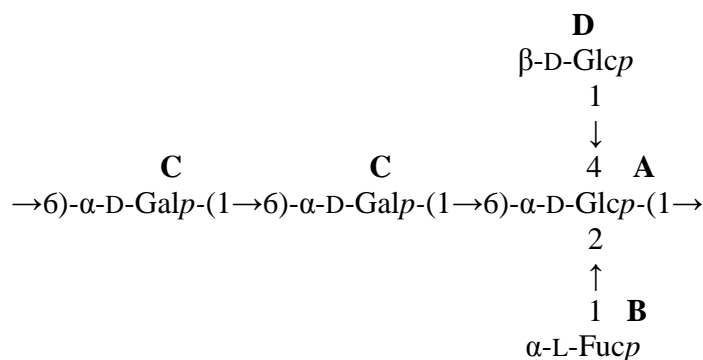 D
β-D-Glcp
1
↓
C C 4 A
→6)-α-D-Galp-(1→6)-α-D-Galp-(1→6)-α-D-Glcp-(1→
2
↑
1 B
α-L-Fucp